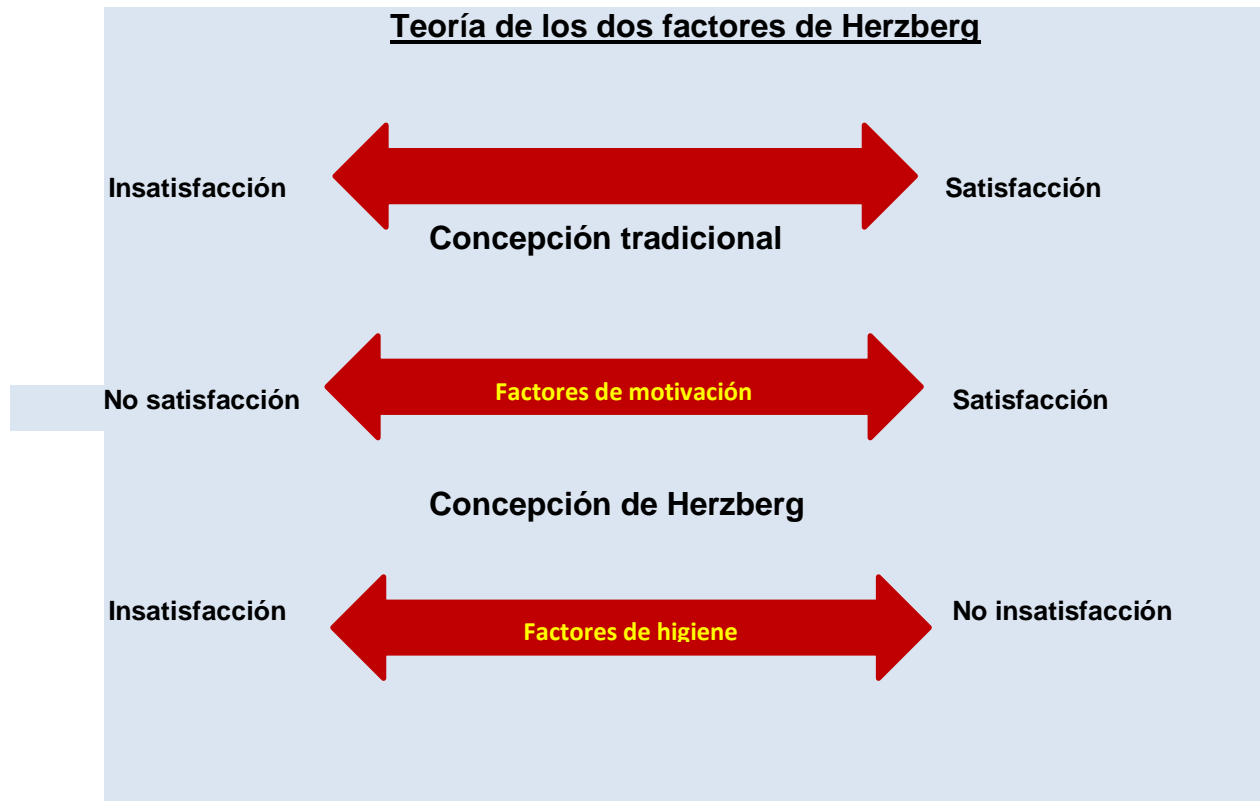 Teoría de los dos factores de Herzberg
Insatisfacción
Satisfacción
Concepción tradicional
No satisfacción
Factores de motivación
Satisfacción
Concepción de Herzberg
Insatisfacción
Factores de higiene
No insatisfacción